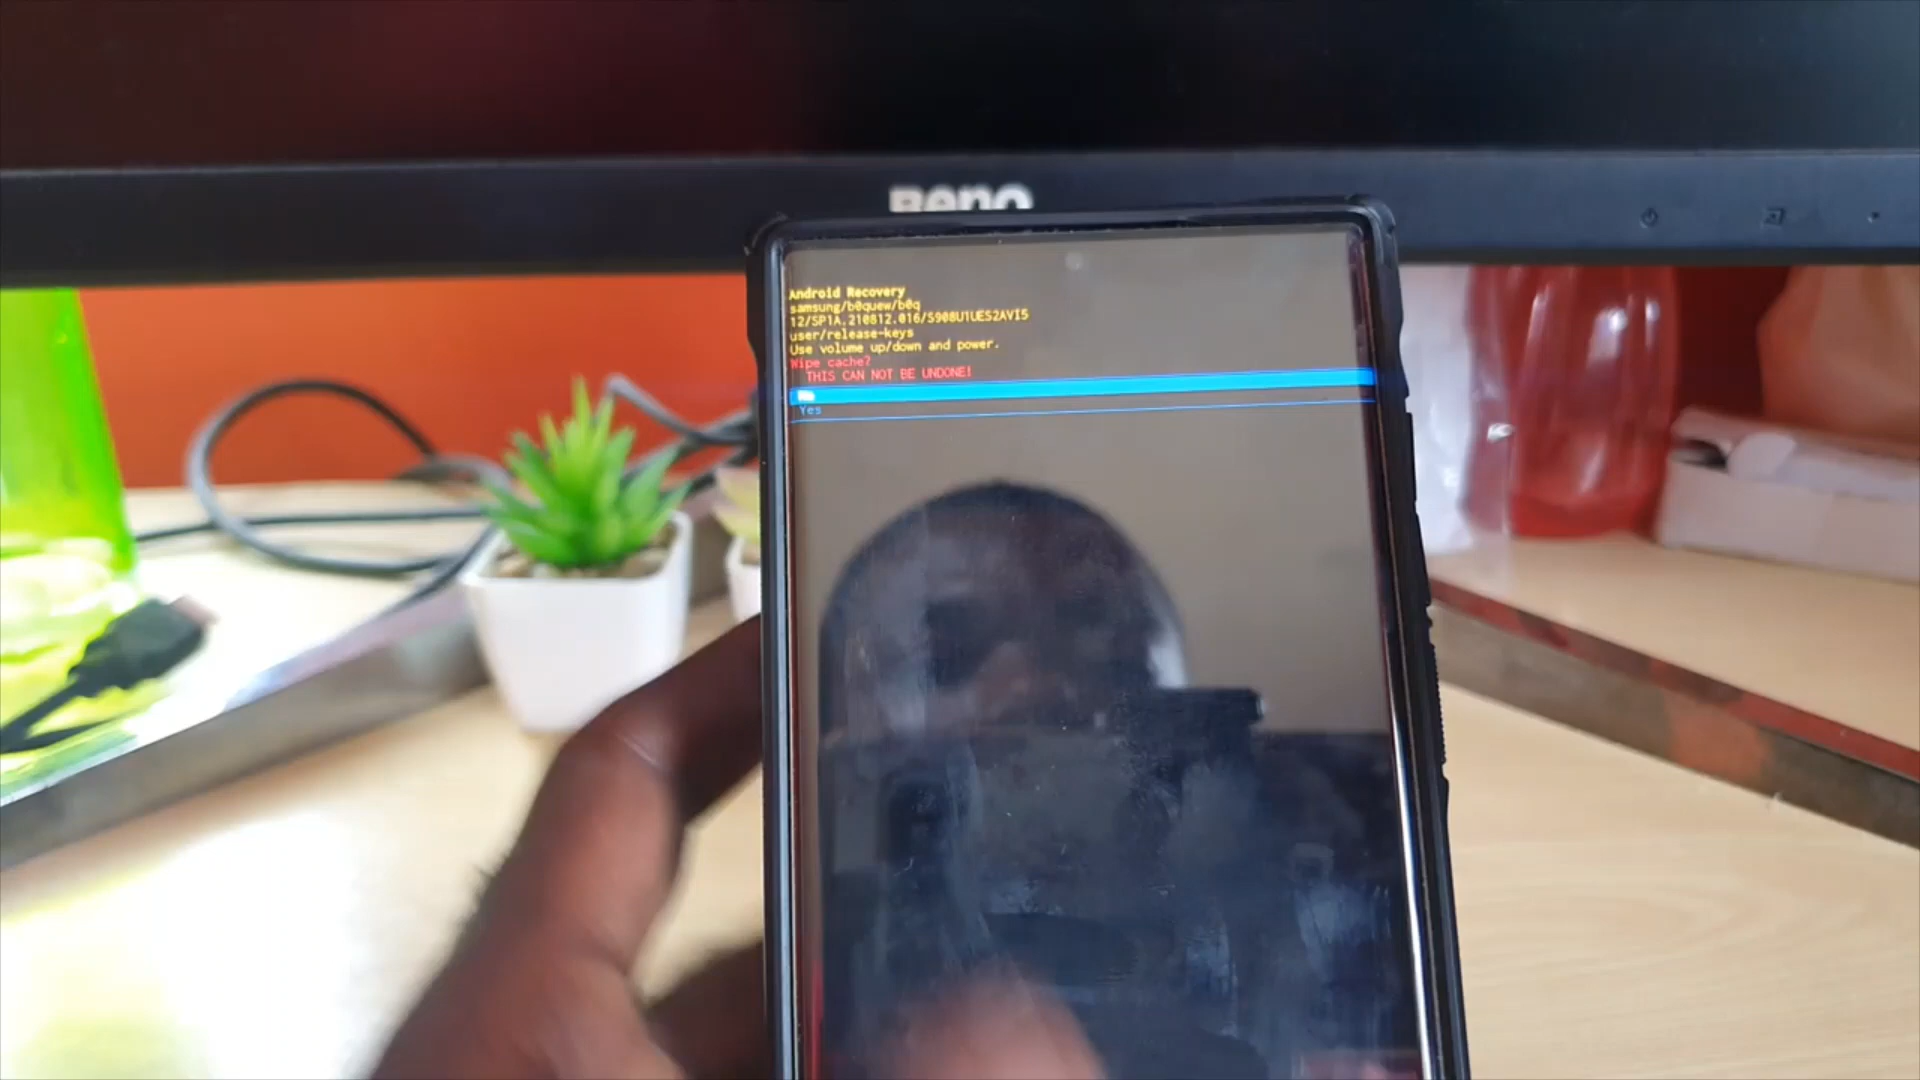 BenQ
Android Recovery
samsung/b0quew/b0q
12/SP1A.210812.016/S908U1UES2AVI5
user/release-keys
Use volume up/down and power.
Wipe cache?
THIS CAN NOT BE UNDONE!
No
Yes